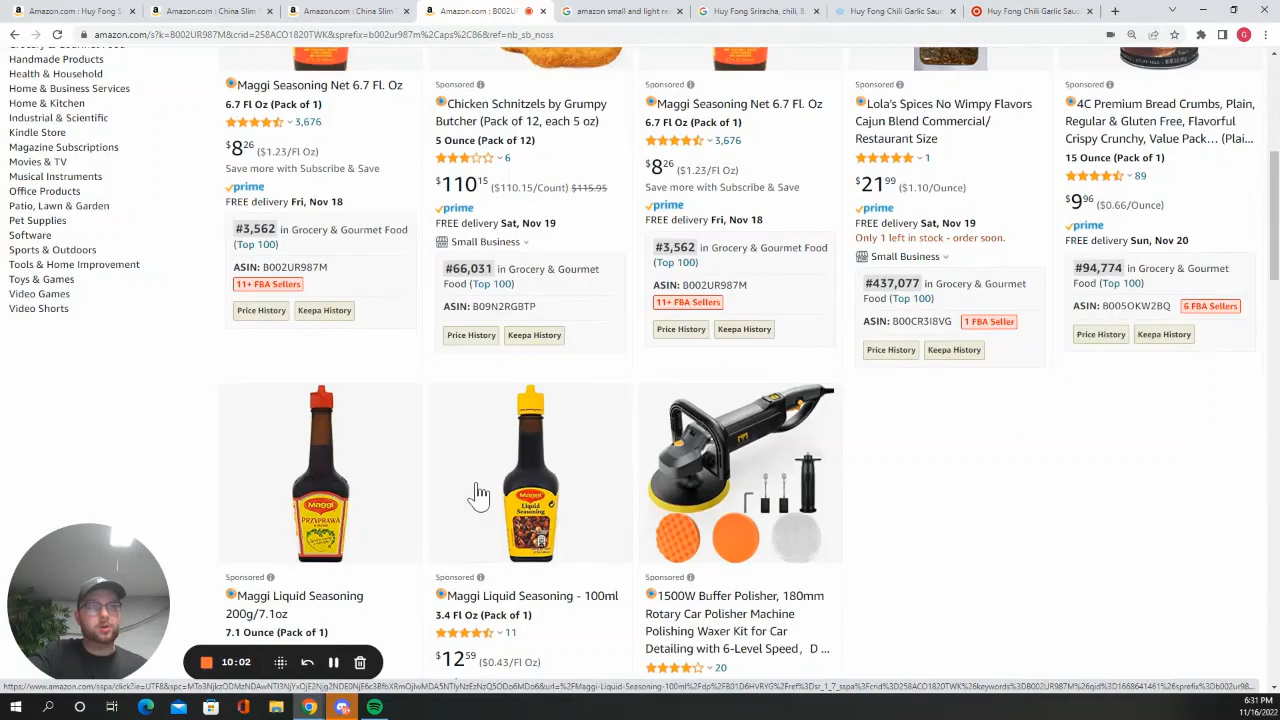 Amazon.com : Huy Fong S
Amazon.com: China Slim
Amazon.com: China Slim
Amazon.com : B002UR
amazon small and light re
Huy Fong Sriracha, chili, B
Huy Fong Chili Garlic Sauc
Huy Fong Chili Garlic Sauc
amazon.com/s?k=B002UR987M&crid=258ACO1820TWK&sprefix=b002ur987m%2Caps%2C86&ref=nb_sb_noss
G
Handmade Products
Health & Household
Home & Business Services
Home & Kitchen
Industrial & Scientific
Kindle Store
Magazine Subscriptions
Movies & TV
Musical Instruments
Office Products
Patio, Lawn & Garden
Pet Supplies
Software
Sports & Outdoors
Tools & Home Improvement
Toys & Games
Video Games
Video Shorts
Maggi Seasoning Net 6.7 Fl. Oz
6.7 Fl Oz (Pack of 1)
3,676
$8 26 ($1.23/Fl Oz)
Save more with Subscribe & Save
prime
FREE delivery Fri, Nov 18
#3,562 in Grocery & Gourmet Food
(Top 100)
ASIN: B002UR987M
11+ FBA Sellers
Price History
Keepa History
Sponsored
Chicken Schnitzels by Grumpy
Butcher (Pack of 12, each 5 oz)
5 Ounce (Pack of 12)
6
$110 15 ($110.15/Count) $115.95
prime
FREE delivery Sat, Nov 19
Small Business
#66,031 in Grocery & Gourmet
Food (Top 100)
ASIN: B09N2RGBTP
Price History
Keepa History
Sponsored
Maggi Seasoning Net 6.7 Fl. Oz
6.7 Fl Oz (Pack of 1)
3,676
$8 26 ($1.23/Fl Oz)
Save more with Subscribe & Save
prime
FREE delivery Fri, Nov 18
#3,562 in Grocery & Gourmet Food
(Top 100)
ASIN: B002UR987M
11+ FBA Sellers
Price History
Keepa History
Sponsored
Lola's Spices No Wimpy Flavors
Cajun Blend Commercial/
Restaurant Size
1
$21 99 ($1.10/Ounce)
prime
FREE delivery Sat, Nov 19
Only 1 left in stock - order soon.
Small Business
#437,077 in Grocery & Gourmet
Food (Top 100)
ASIN: B00CR3I8VG
1 FBA Seller
Price History
Keepa History
Sponsored
4C Premium Bread Crumbs, Plain,
Regular & Gluten Free, Flavorful
Crispy Crunchy, Value Pack… (Plai...
15 Ounce (Pack of 1)
89
$9 96 ($0.66/Ounce)
prime
FREE delivery Sun, Nov 20
#94,774 in Grocery & Gourmet
Food (Top 100)
ASIN: B005OKW2BQ
6 FBA Sellers
Price History
Keepa History
Maggi
PRZYPRAWA
Maggi
Liquid
Seasoning
Sponsored
Maggi Liquid Seasoning
200g/7.1oz
7.1 Ounce (Pack of 1)
Sponsored
Maggi Liquid Seasoning - 100ml
3.4 Fl Oz (Pack of 1)
11
$12 59 ($0.43/Fl Oz)
Sponsored
1500W Buffer Polisher, 180mm
Rotary Car Polisher Machine
Polishing Waxer Kit for Car
Detailing with 6-Level Speed，D ...
20
10:02
6:31 PM
11/16/2022